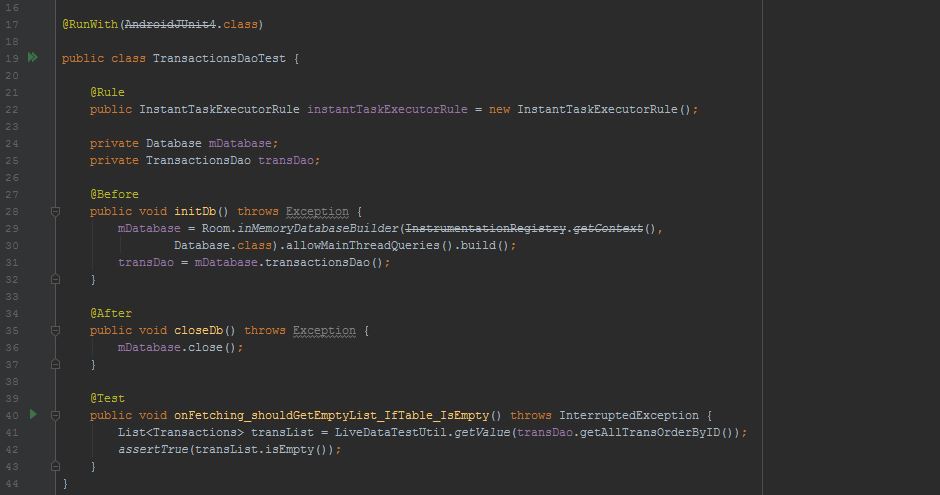 16
17 @RunWith(AndroidJUnit4.class)
18
19 public class TransactionsDaoTest {
20
21 @Rule
22 public InstantTaskExecutorRule instantTaskExecutorRule = new InstantTaskExecutorRule();
23
24 private Database mDatabase;
25 private TransactionsDao transDao;
26
27 @Before
28 public void initDb() throws Exception {
29 mDatabase = Room.inMemoryDatabaseBuilder(InstrumentationRegistry.getContext(),
30 Database.class).allowMainThreadQueries().build();
31 transDao = mDatabase.transactionsDao();
32 }
33
34 @After
35 public void closeDb() throws Exception {
36 mDatabase.close();
37 }
38
39 @Test
40 public void onFetching_shouldGetEmptyList_IfTable_IsEmpty() throws InterruptedException {
41 List<Transactions> transList = LiveDataTestUtil.getValue(transDao.getAllTransOrderByID());
42 assertTrue(transList.isEmpty());
43 }
44 }